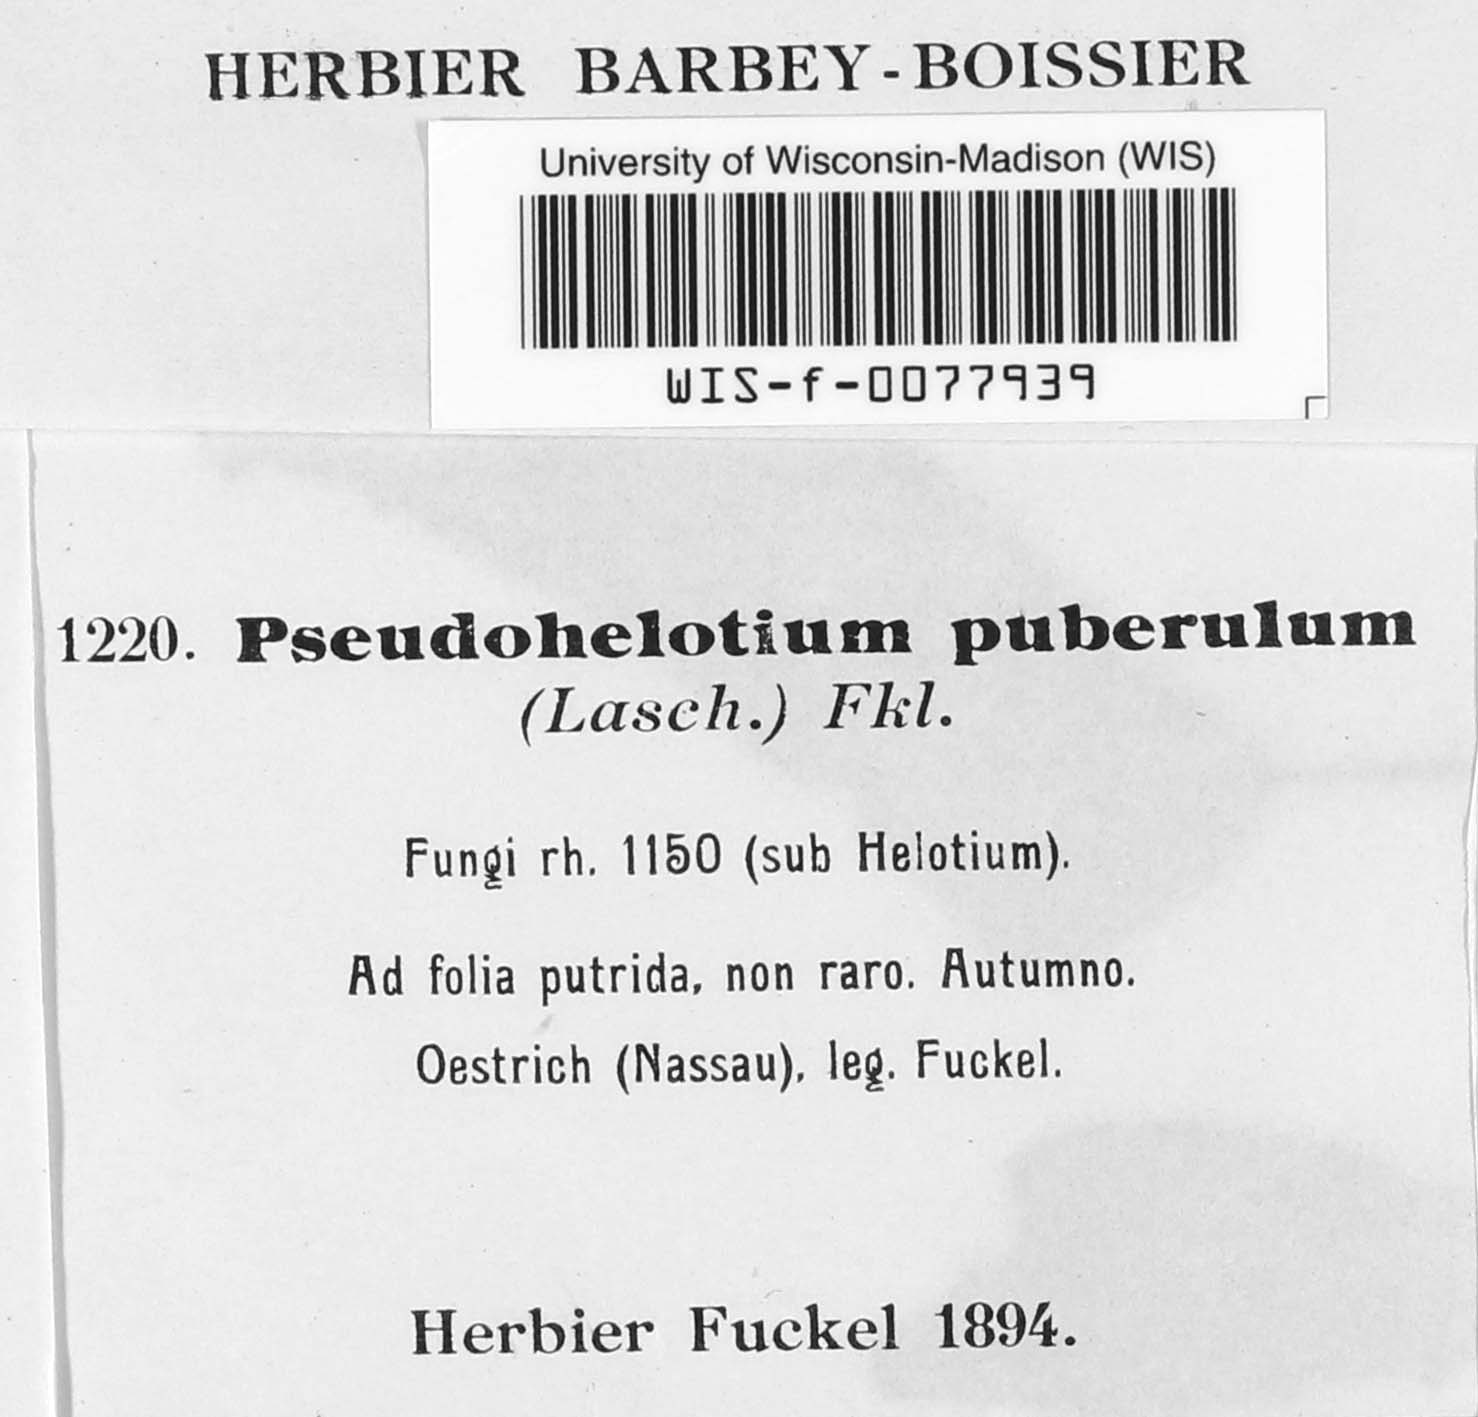 HERBIER BARBEY-BOISSIER
University of Wisconsin-Madison (WIS)
WIS-f-0077939
1220. Pseudohelotium puberulum
(Lasch.) Fkl.
Fungi rh. 1150 (sub Helotium).
Ad folia putrida, non raro. Autumno.
Oestrich (Nassau), leg. Fuckel.
Herbier Fuckel 1894.